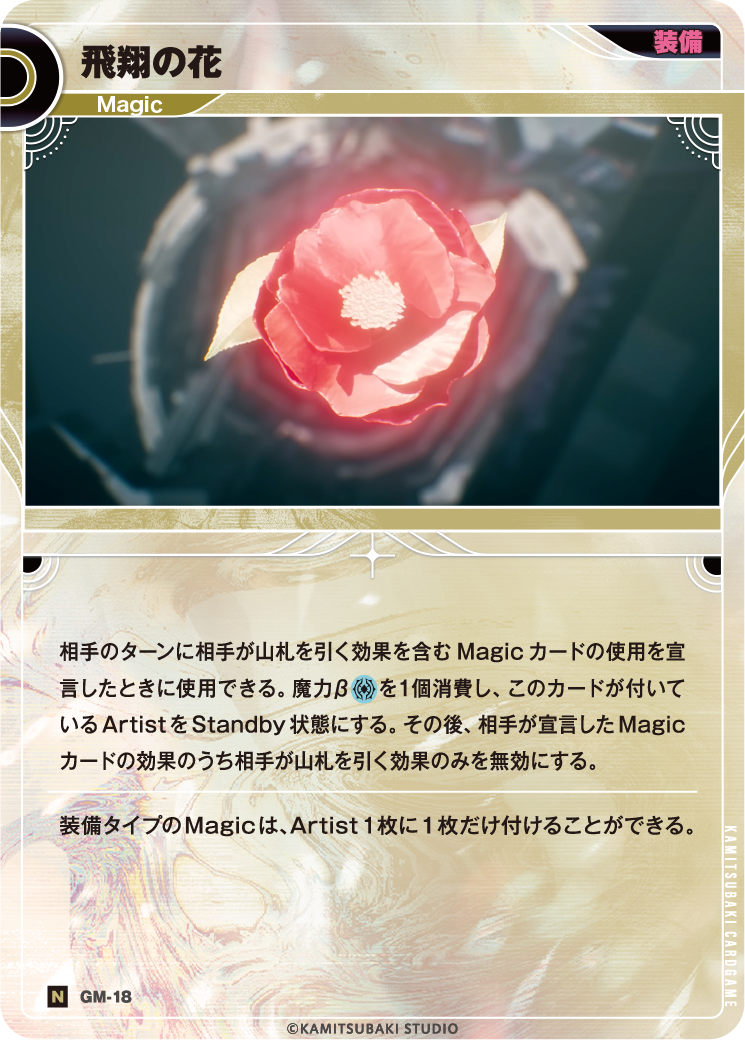 飛翔の花
装備
Magic
相手のターンに相手が山札を引く効果を含むMagicカードの使用を宣
言したときに使用できる。魔力βを1個消費し、このカードが付いて
いるArtistをStandby状態にする。その後、相手が宣言したMagic
カードの効果のうち相手が山札を引く効果のみを無効にする。
装備タイプのMagicは、Artist1枚に1枚だけ付けることができる。
KAMITSUBAKI CARDGAME
N GM-18
©KAMITSUBAKI STUDIO